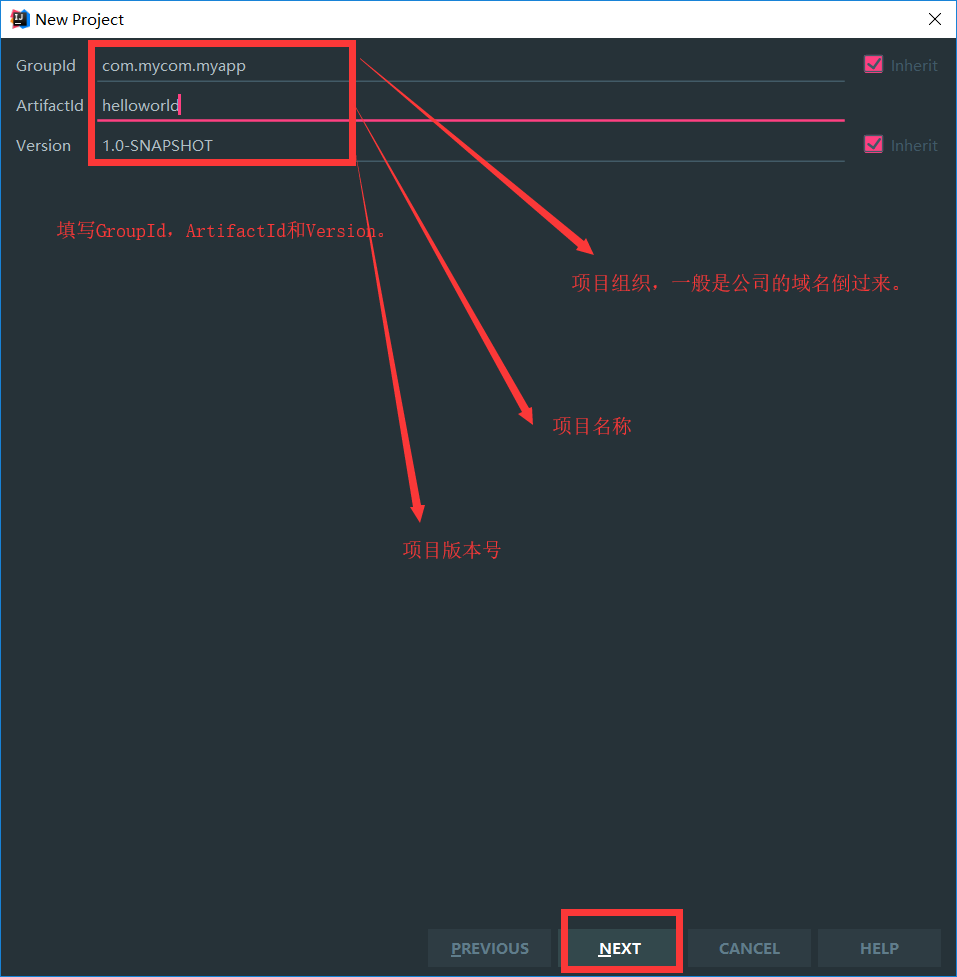 New Project
GroupId com.mycom.myapp Inherit
ArtifactId helloworld
Version 1.0-SNAPSHOT Inherit
填写GroupId，ArtifactId和Version。
项目组织，一般是公司的域名倒过来。
项目名称
项目版本号
PREVIOUS NEXT CANCEL HELP